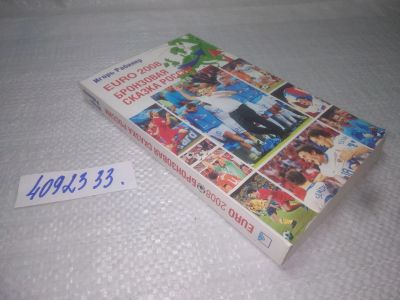 Игорь Рабинер
EURO 2008
БРОНЗОВАЯ
СКАЗКА РОССИИ
EURO 2008 БРОНЗОВАЯ СКАЗКА РОССИИ
4092333.